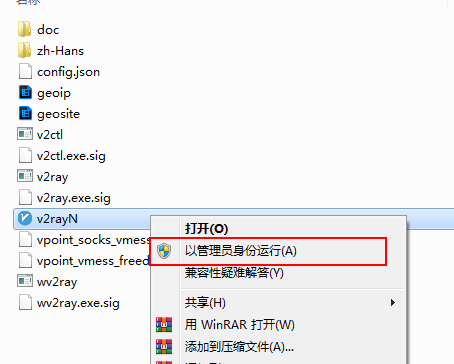 doc
zh-Hans
config.json
geoip
geosite
v2ctl
v2ctl.exe.sig
v2ray
v2ray.exe.sig
v2rayN
打开(O)
vpoint_socks_vmess
以管理员身份运行(A)
vpoint_vmess_freed
兼容性疑难解答(Y)
wv2ray
wv2ray.exe.sig
共享(H)
用 WinRAR 打开(W)
添加到压缩文件(A)...